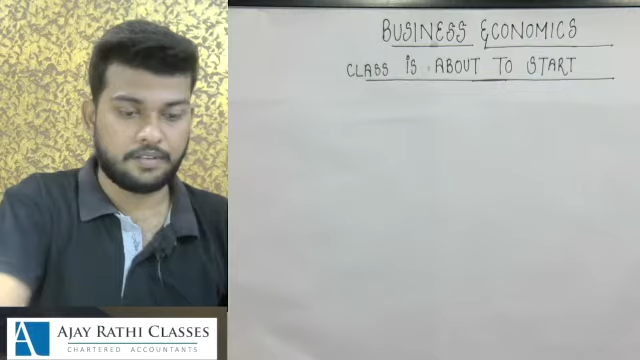 BUSINESS ECONOMICS
CLASS IS ABOUT TO START
A
AJAY RATHI CLASSES
CHARTERED ACCOUNTANTS